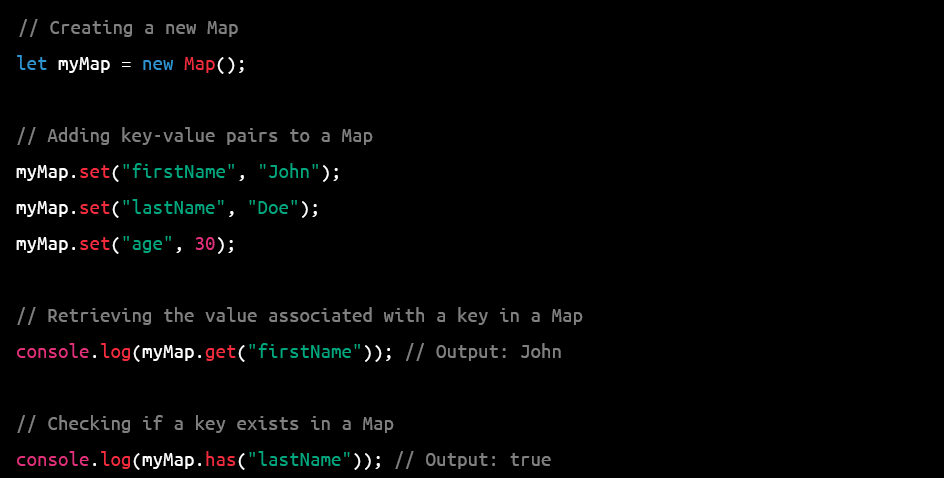 // Creating a new Map
let myMap = new Map();
// Adding key-value pairs to a Map
myMap.set("firstName", "John");
myMap.set("lastName", "Doe");
myMap.set("age", 30);
// Retrieving the value associated with a key in a Map
console.log(myMap.get("firstName")); // Output: John
// Checking if a key exists in a Map
console.log(myMap.has("lastName")); // Output: true